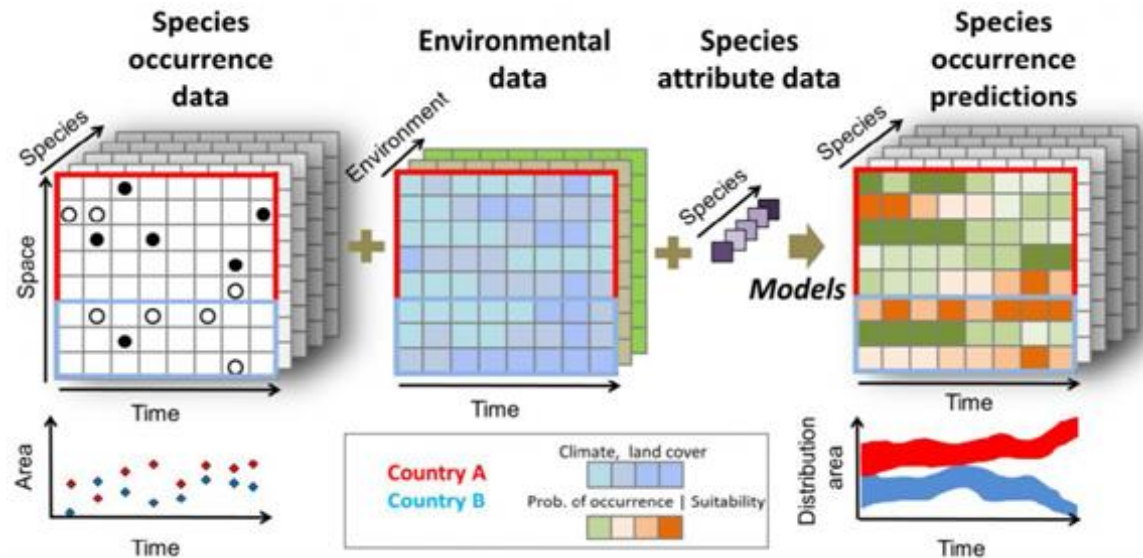 Species
occurrence
data
Environmental
data
Species
attribute data
Species
occurrence
predictions
Species
Space
Time
Environment
Time
Species
Models
Species
Time
Area
Time
Country A
Country B
Climate, land cover
Prob. of occurrence | Suitability
Distribution
area
Time